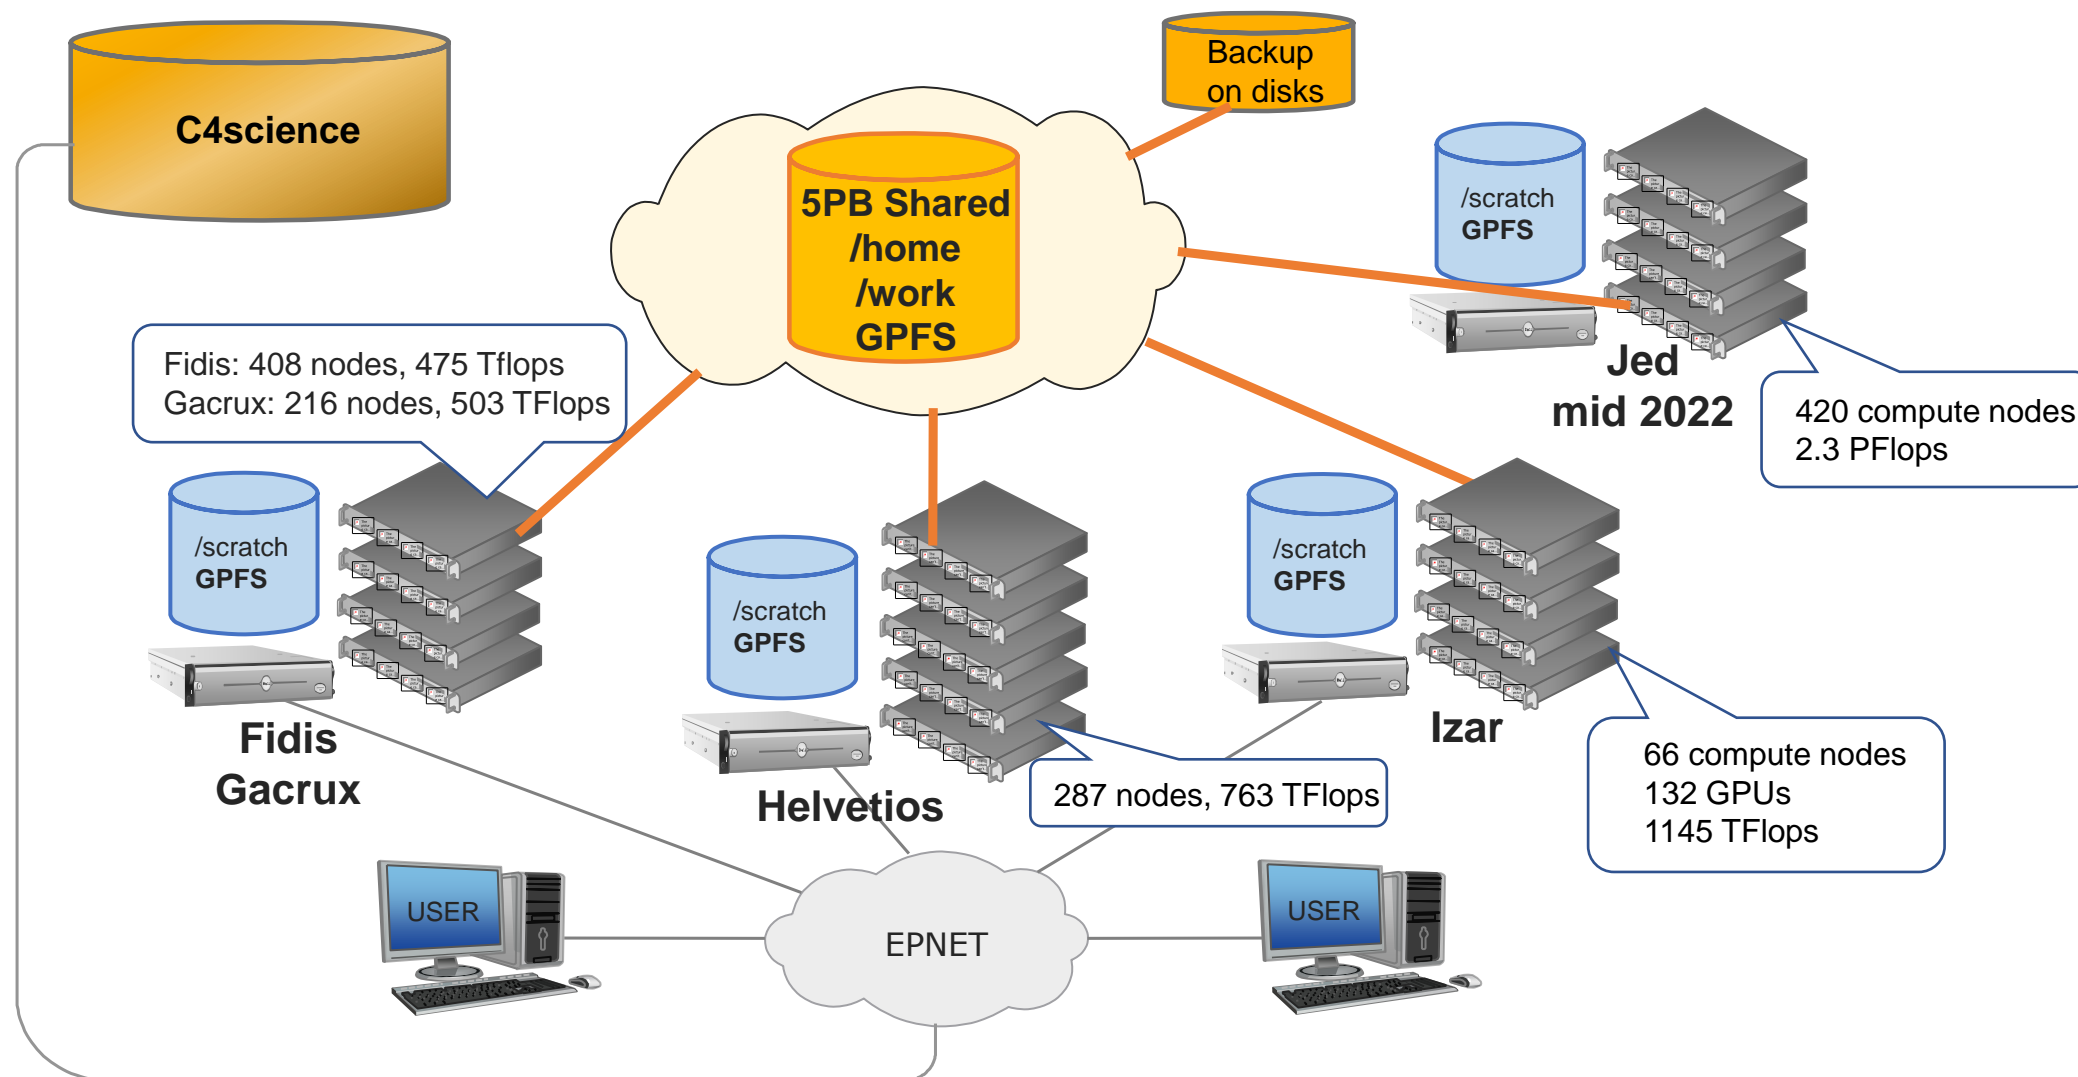 C4science
Backup
on disks
5PB Shared
/home
/work
GPFS
/scratch
GPFS
Jed
mid 2022
420 compute nodes
2.3 PFlops
Fidis: 408 nodes, 475 Tflops
Gacrux: 216 nodes, 503 TFlops
/scratch
GPFS
Fidis
Gacrux
/scratch
GPFS
Helvetios
287 nodes, 763 TFlops
/scratch
GPFS
Izar
66 compute nodes
132 GPUs
1145 TFlops
USER
EPNET
USER